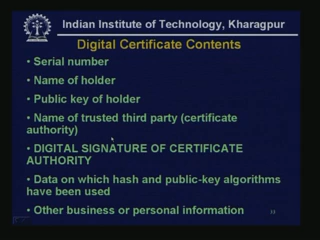 Indian Institute of Technology, Kharagpur
Digital Certificate Contents
• Serial number
• Name of holder
• Public key of holder
• Name of trusted third party (certificate
authority)
• DIGITAL SIGNATURE OF CERTIFICATE
AUTHORITY
• Data on which hash and public-key algorithms
have been used
• Other business or personal information